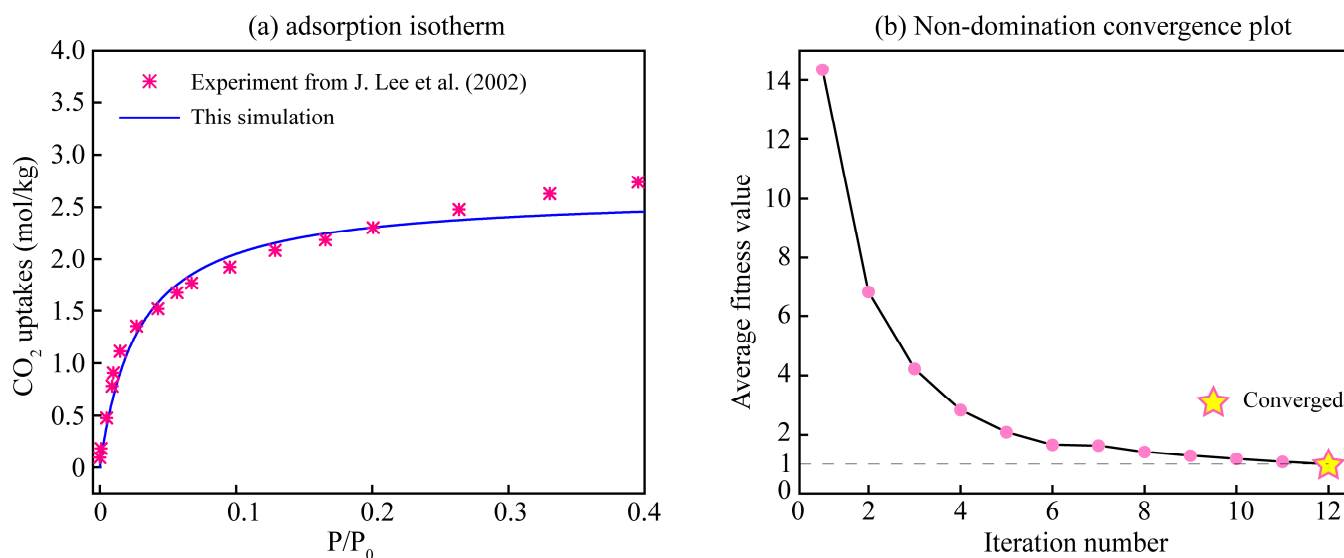 (a) adsorption isotherm
4.0
3.5
3.0
2.5
2.0
1.5
1.0
0.5
0
CO₂ uptakes (mol/kg)
Experiment from J. Lee et al. (2002)
This simulation
0 0.1 0.2 0.3 0.4
P/P₀
(b) Non-domination convergence plot
14
12
10
8
6
4
2
1
0
Average fitness value
Converged
0 2 4 6 8 10 12
Iteration number